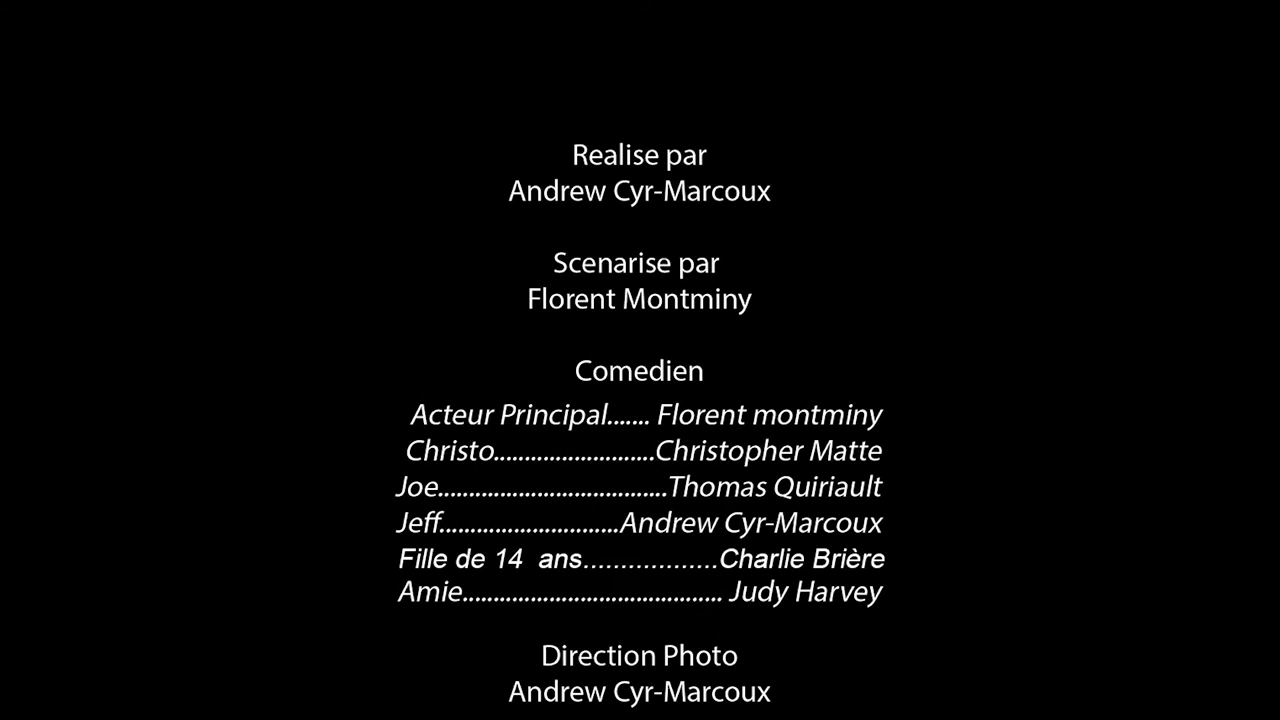 Realise par
Andrew Cyr-Marcoux
Scenarise par
Florent Montminy
Comedien
Acteur Principal....... Florent montminy
Christo..........................Christopher Matte
Joe.....................................Thomas Quiriault
Jeff.............................Andrew Cyr-Marcoux
Fille de 14  ans..................Charlie Brière
Amie.......................................... Judy Harvey
Direction Photo
Andrew Cyr-Marcoux